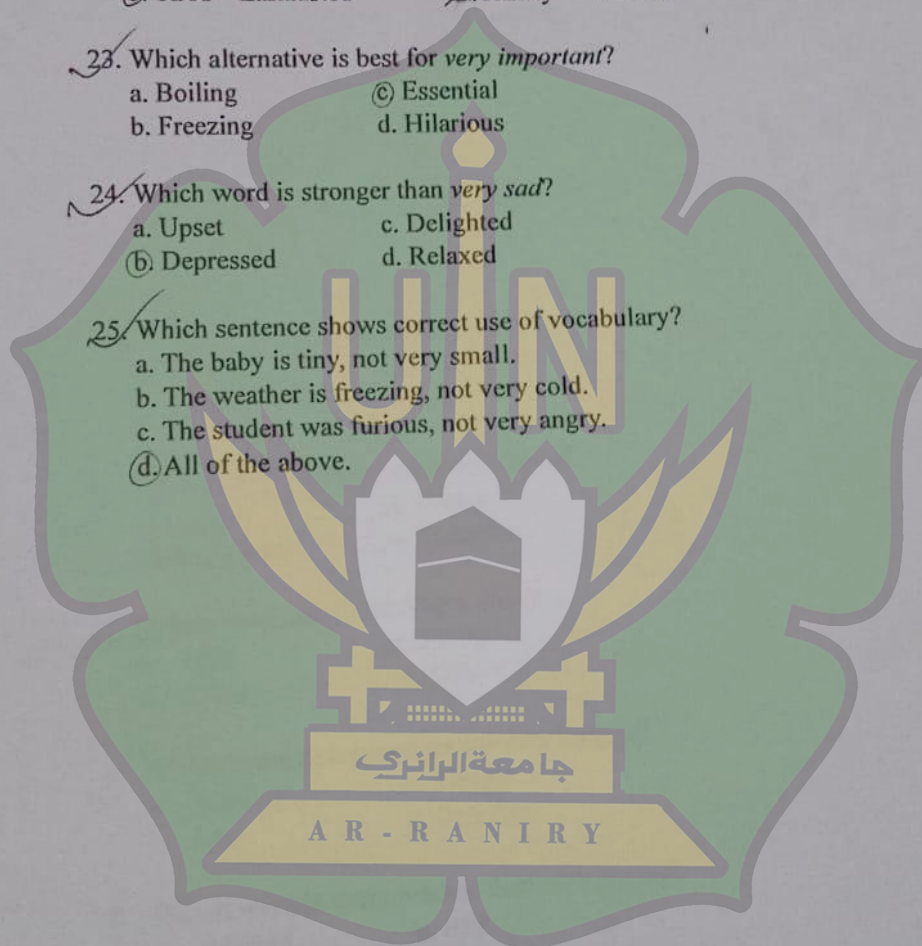 23. Which alternative is best for very important?
a. Boiling c. Essential
b. Freezing d. Hilarious
24. Which word is stronger than very sad?
a. Upset c. Delighted
b. Depressed d. Relaxed
25. Which sentence shows correct use of vocabulary?
a. The baby is tiny, not very small.
b. The weather is freezing, not very cold.
c. The student was furious, not very angry.
d. All of the above.
UIN
جامعة الرانري
AR-RANIRY